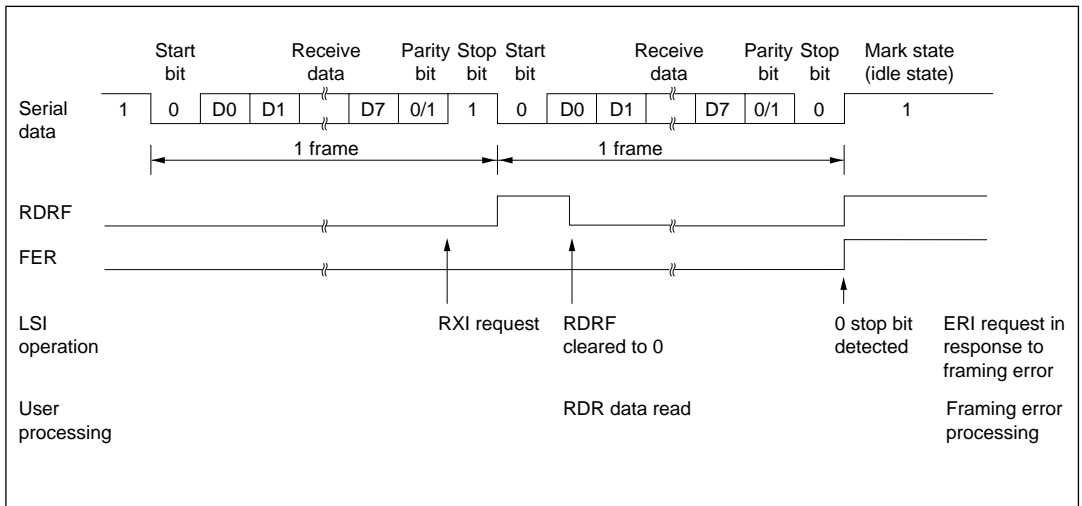 Start Receive Parity Stop Start Receive Parity Stop Mark state
bit data bit bit bit data bit bit (idle state)
Serial 1 0 D0 D1 D7 0/1 1 0 D0 D1 D7 0/1 0 1
data
1 frame 1 frame
RDRF
FER
LSI RXI request RDRF 0 stop bit ERI request in
operation cleared to 0 detected response to
framing error
User RDR data read Framing error
processing processing